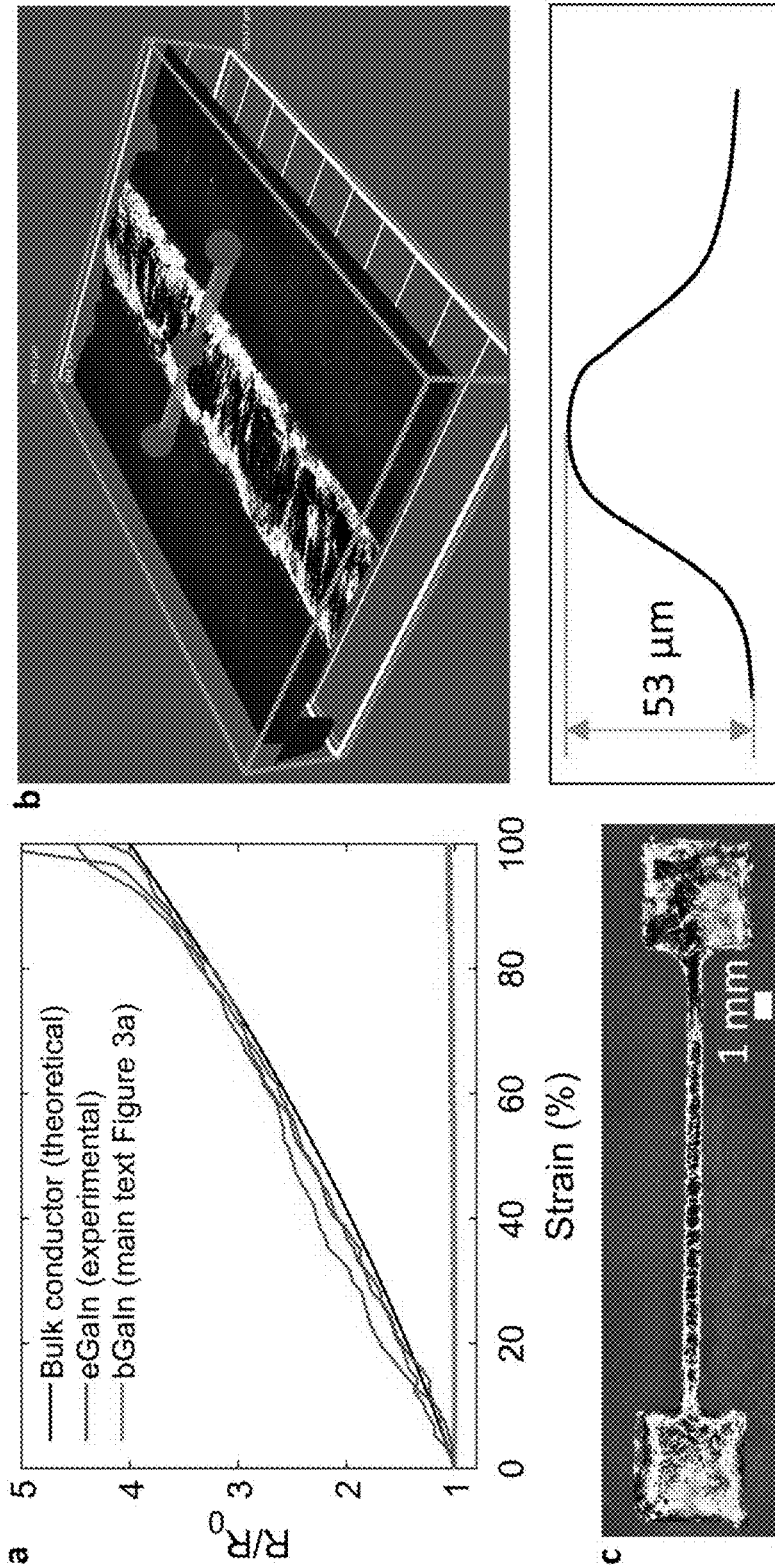 a
R/R₀
5
4
3
2
1
Bulk conductor (theoretical)
eGaIn (experimental)
bGaIn (main text Figure 3a)
0
20
40
60
80
100
Strain (%)
b
53 µm
c
1 mm